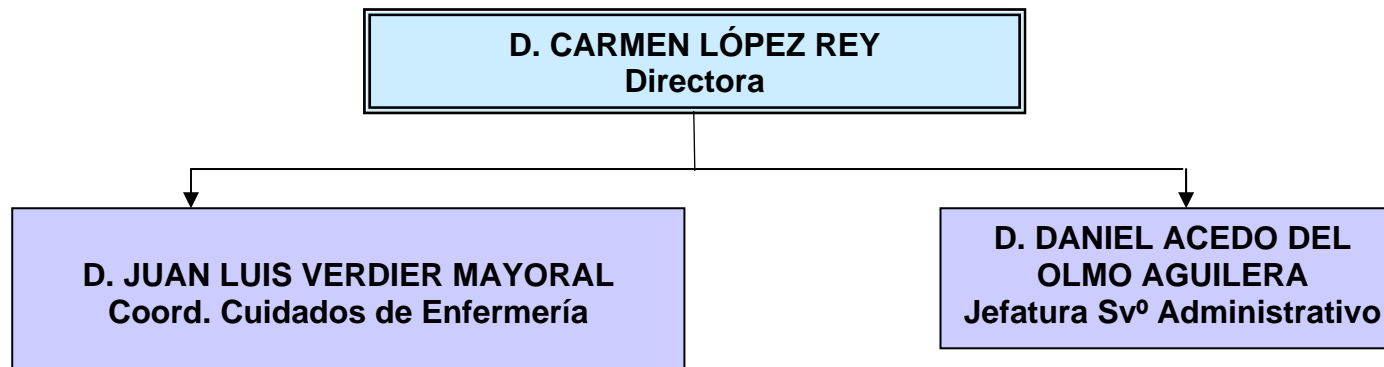 D. CARMEN LÓPEZ REY
Directora
D. JUAN LUIS VERDIER MAYORAL
Coord. Cuidados de Enfermería
D. DANIEL ACEDO DEL
OLMO AGUILERA
Jefatura Svº Administrativo